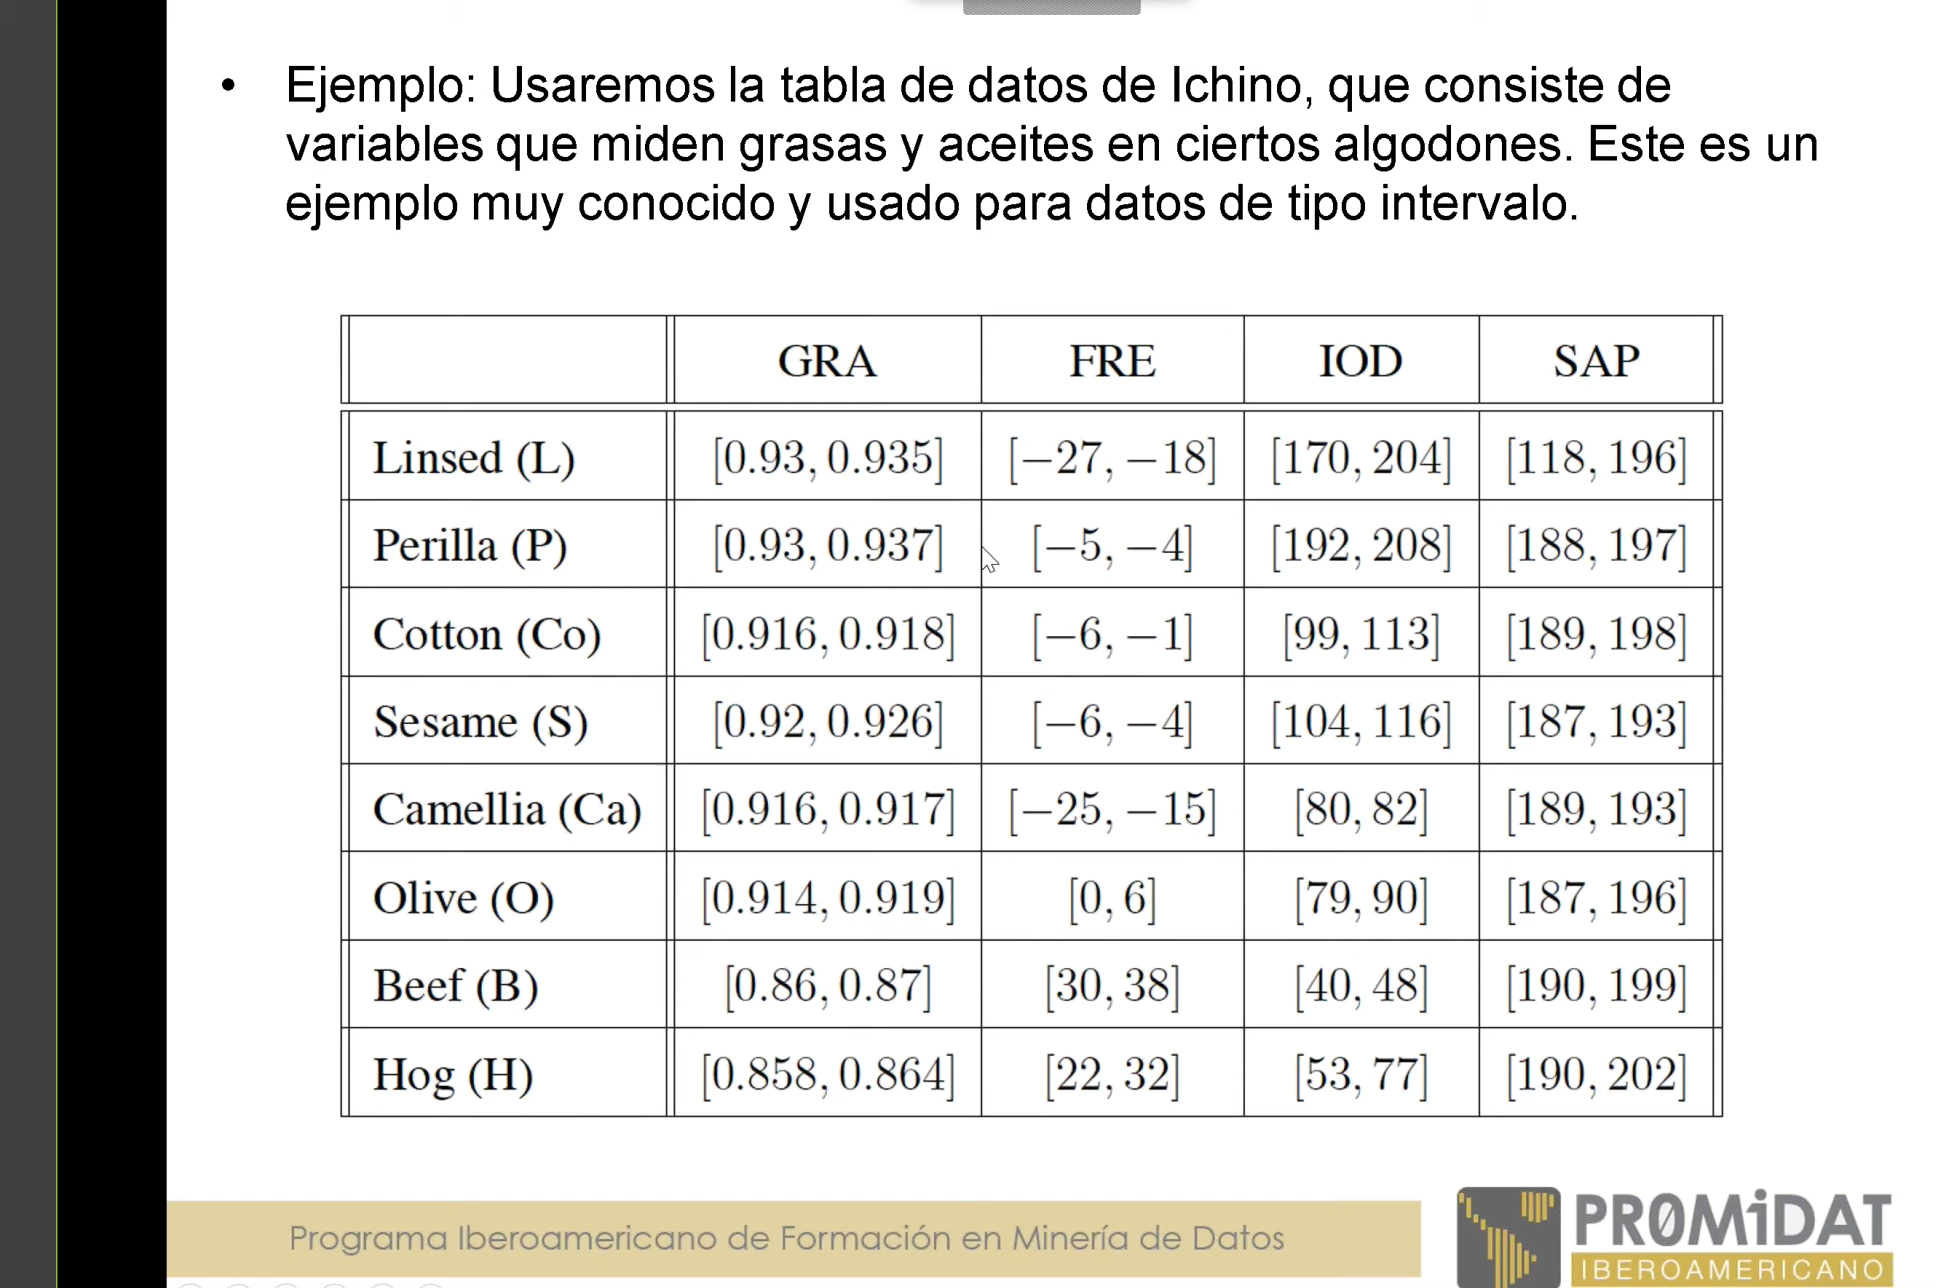 • Ejemplo: Usaremos la tabla de datos de Ichino, que consiste de
variables que miden grasas y aceites en ciertos algodones. Este es un
ejemplo muy conocido y usado para datos de tipo intervalo.
GRA FRE IOD SAP
Linsed (L) [0.93, 0.935] [−27, −18] [170, 204] [118, 196]
Perilla (P) [0.93, 0.937] [−5, −4] [192, 208] [188, 197]
Cotton (Co) [0.916, 0.918] [−6, −1] [99, 113] [189, 198]
Sesame (S) [0.92, 0.926] [−6, −4] [104, 116] [187, 193]
Camellia (Ca) [0.916, 0.917] [−25, −15] [80, 82] [189, 193]
Olive (O) [0.914, 0.919] [0, 6] [79, 90] [187, 196]
Beef (B) [0.86, 0.87] [30, 38] [40, 48] [190, 199]
Hog (H) [0.858, 0.864] [22, 32] [53, 77] [190, 202]
Programa Iberoamericano de Formación en Minería de Datos
PR0MiDAT
IBEROAMERICANO